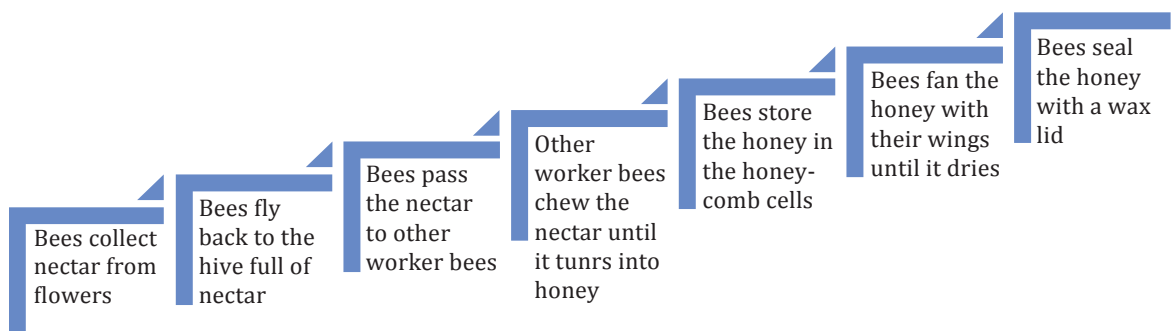 Bees collect
nectar from
flowers
Bees fly
back to the
hive full of
nectar
Bees pass
the nectar
to other
worker bees
Other
worker bees
chew the
nectar until
it tunrs into
honey
Bees store
the honey in
the honey-
comb cells
Bees fan the
honey with
their wings
until it dries
Bees seal
the honey
with a wax
lid